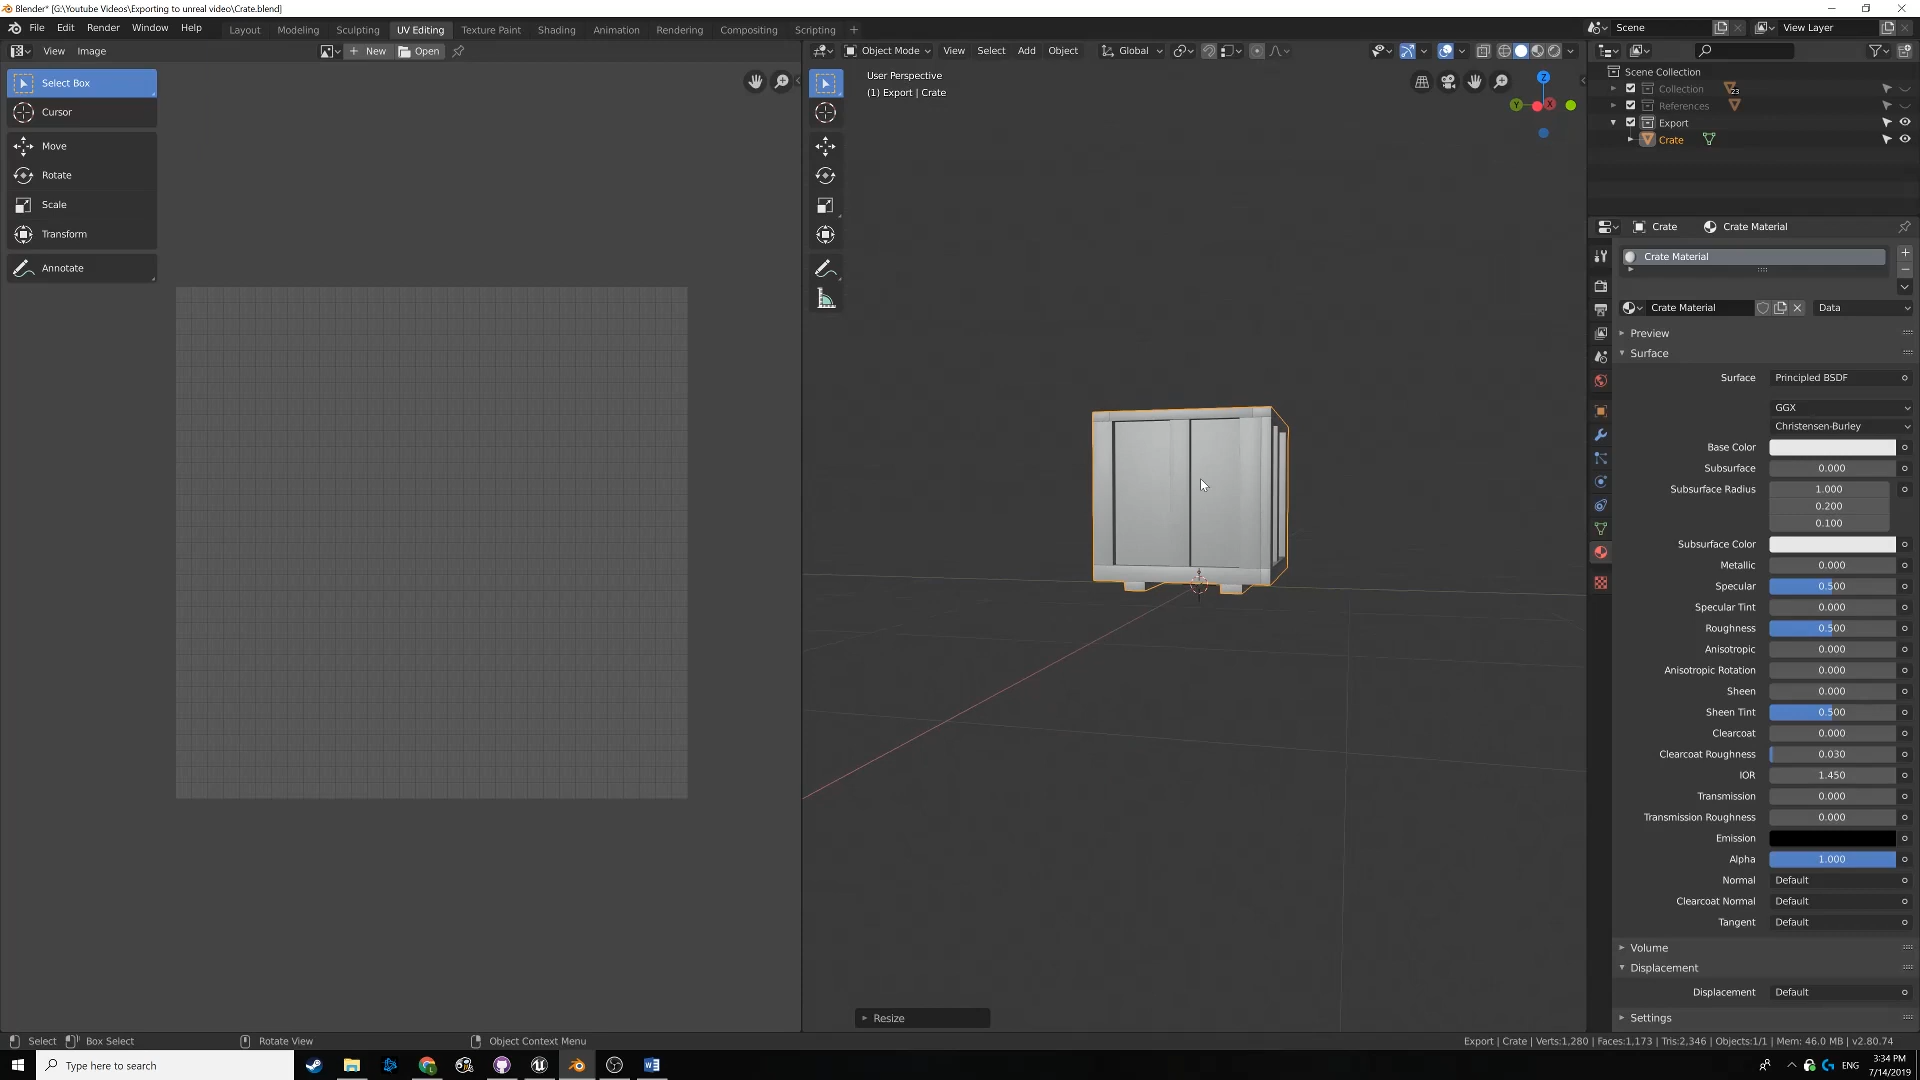 Blender* [G:\Youtube Videos\Exporting to unreal video\Crate.blend]
File Edit Render Window Help
Layout Modeling Sculpting UV Editing Texture Paint Shading Animation Rendering Compositing Scripting
Scene
View Layer
View Image
New Open
Object Mode View Select Add Object
Global
Select Box
Cursor
Move
Rotate
Scale
Transform
Annotate
User Perspective
(1) Export | Crate
Z
Y X
Scene Collection
Collection 23
References
Export
Crate
Crate Crate Material
Crate Material
Crate Material Data
Preview
Surface
Surface Principled BSDF
GGX
Christensen-Burley
Base Color
Subsurface 0.000
Subsurface Radius 1.000
0.200
0.100
Subsurface Color
Metallic 0.000
Specular 0.500
Specular Tint 0.000
Roughness 0.500
Anisotropic 0.000
Anisotropic Rotation 0.000
Sheen 0.000
Sheen Tint 0.500
Clearcoat 0.000
Clearcoat Roughness 0.030
IOR 1.450
Transmission 0.000
Transmission Roughness 0.000
Emission
Alpha 1.000
Normal Default
Clearcoat Normal Default
Tangent Default
Volume
Displacement
Displacement Default
Settings
Resize
Select Box Select Rotate View Object Context Menu
Export | Crate | Verts:1,280 | Faces:1,173 | Tris:2,346 | Objects:1/1 | Mem: 46.0 MB | v2.80.74
Type here to search
ENG
3:34 PM
7/14/2019